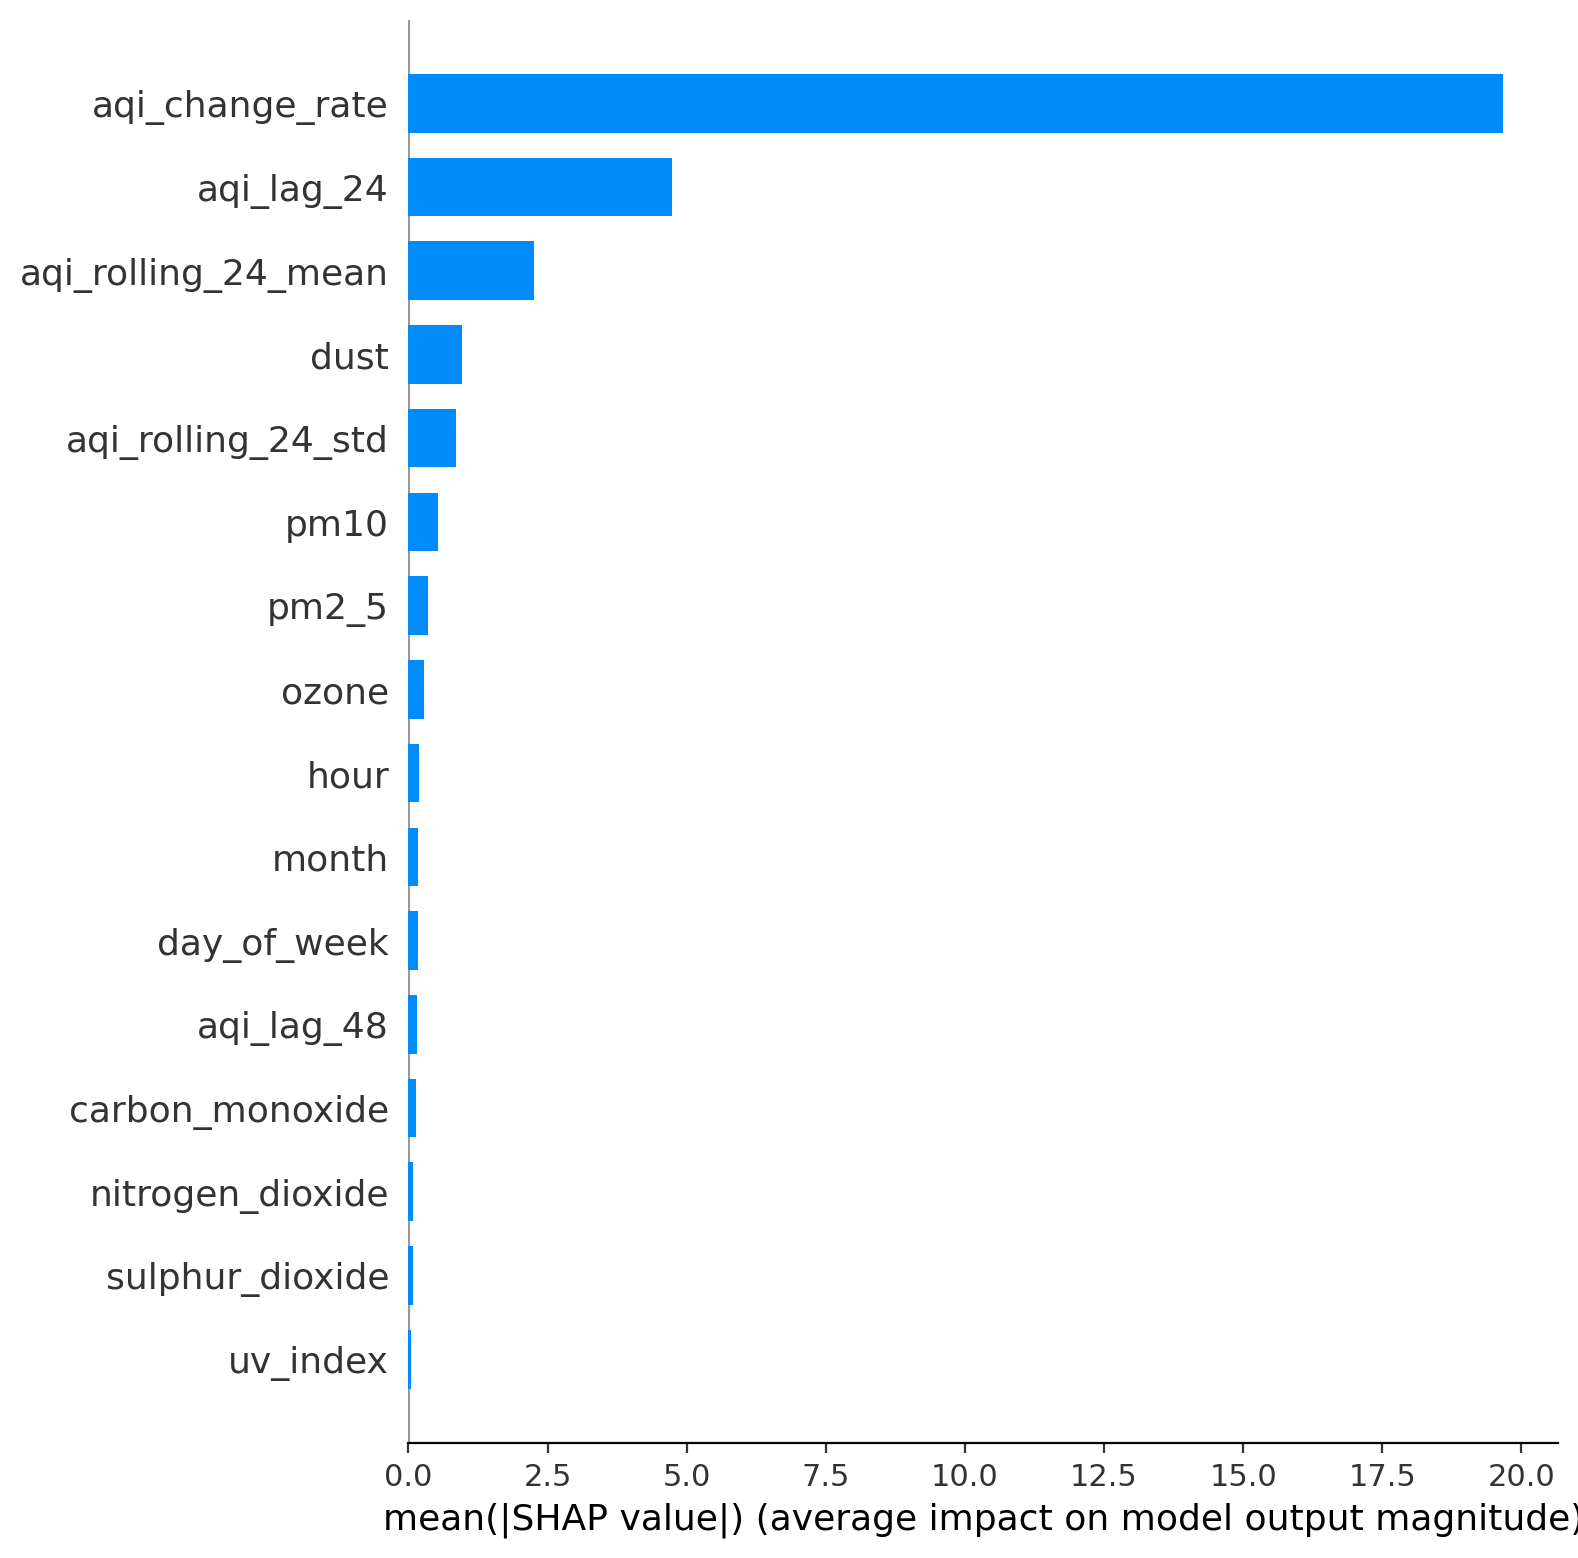 aqi_change_rate
aqi_lag_24
aqi_rolling_24_mean
dust
aqi_rolling_24_std
pm10
pm2_5
ozone
hour
month
day_of_week
aqi_lag_48
carbon_monoxide
nitrogen_dioxide
sulphur_dioxide
uv_index
0.0 2.5 5.0 7.5 10.0 12.5 15.0 17.5 20.0
mean(|SHAP value|) (average impact on model output magnitude)